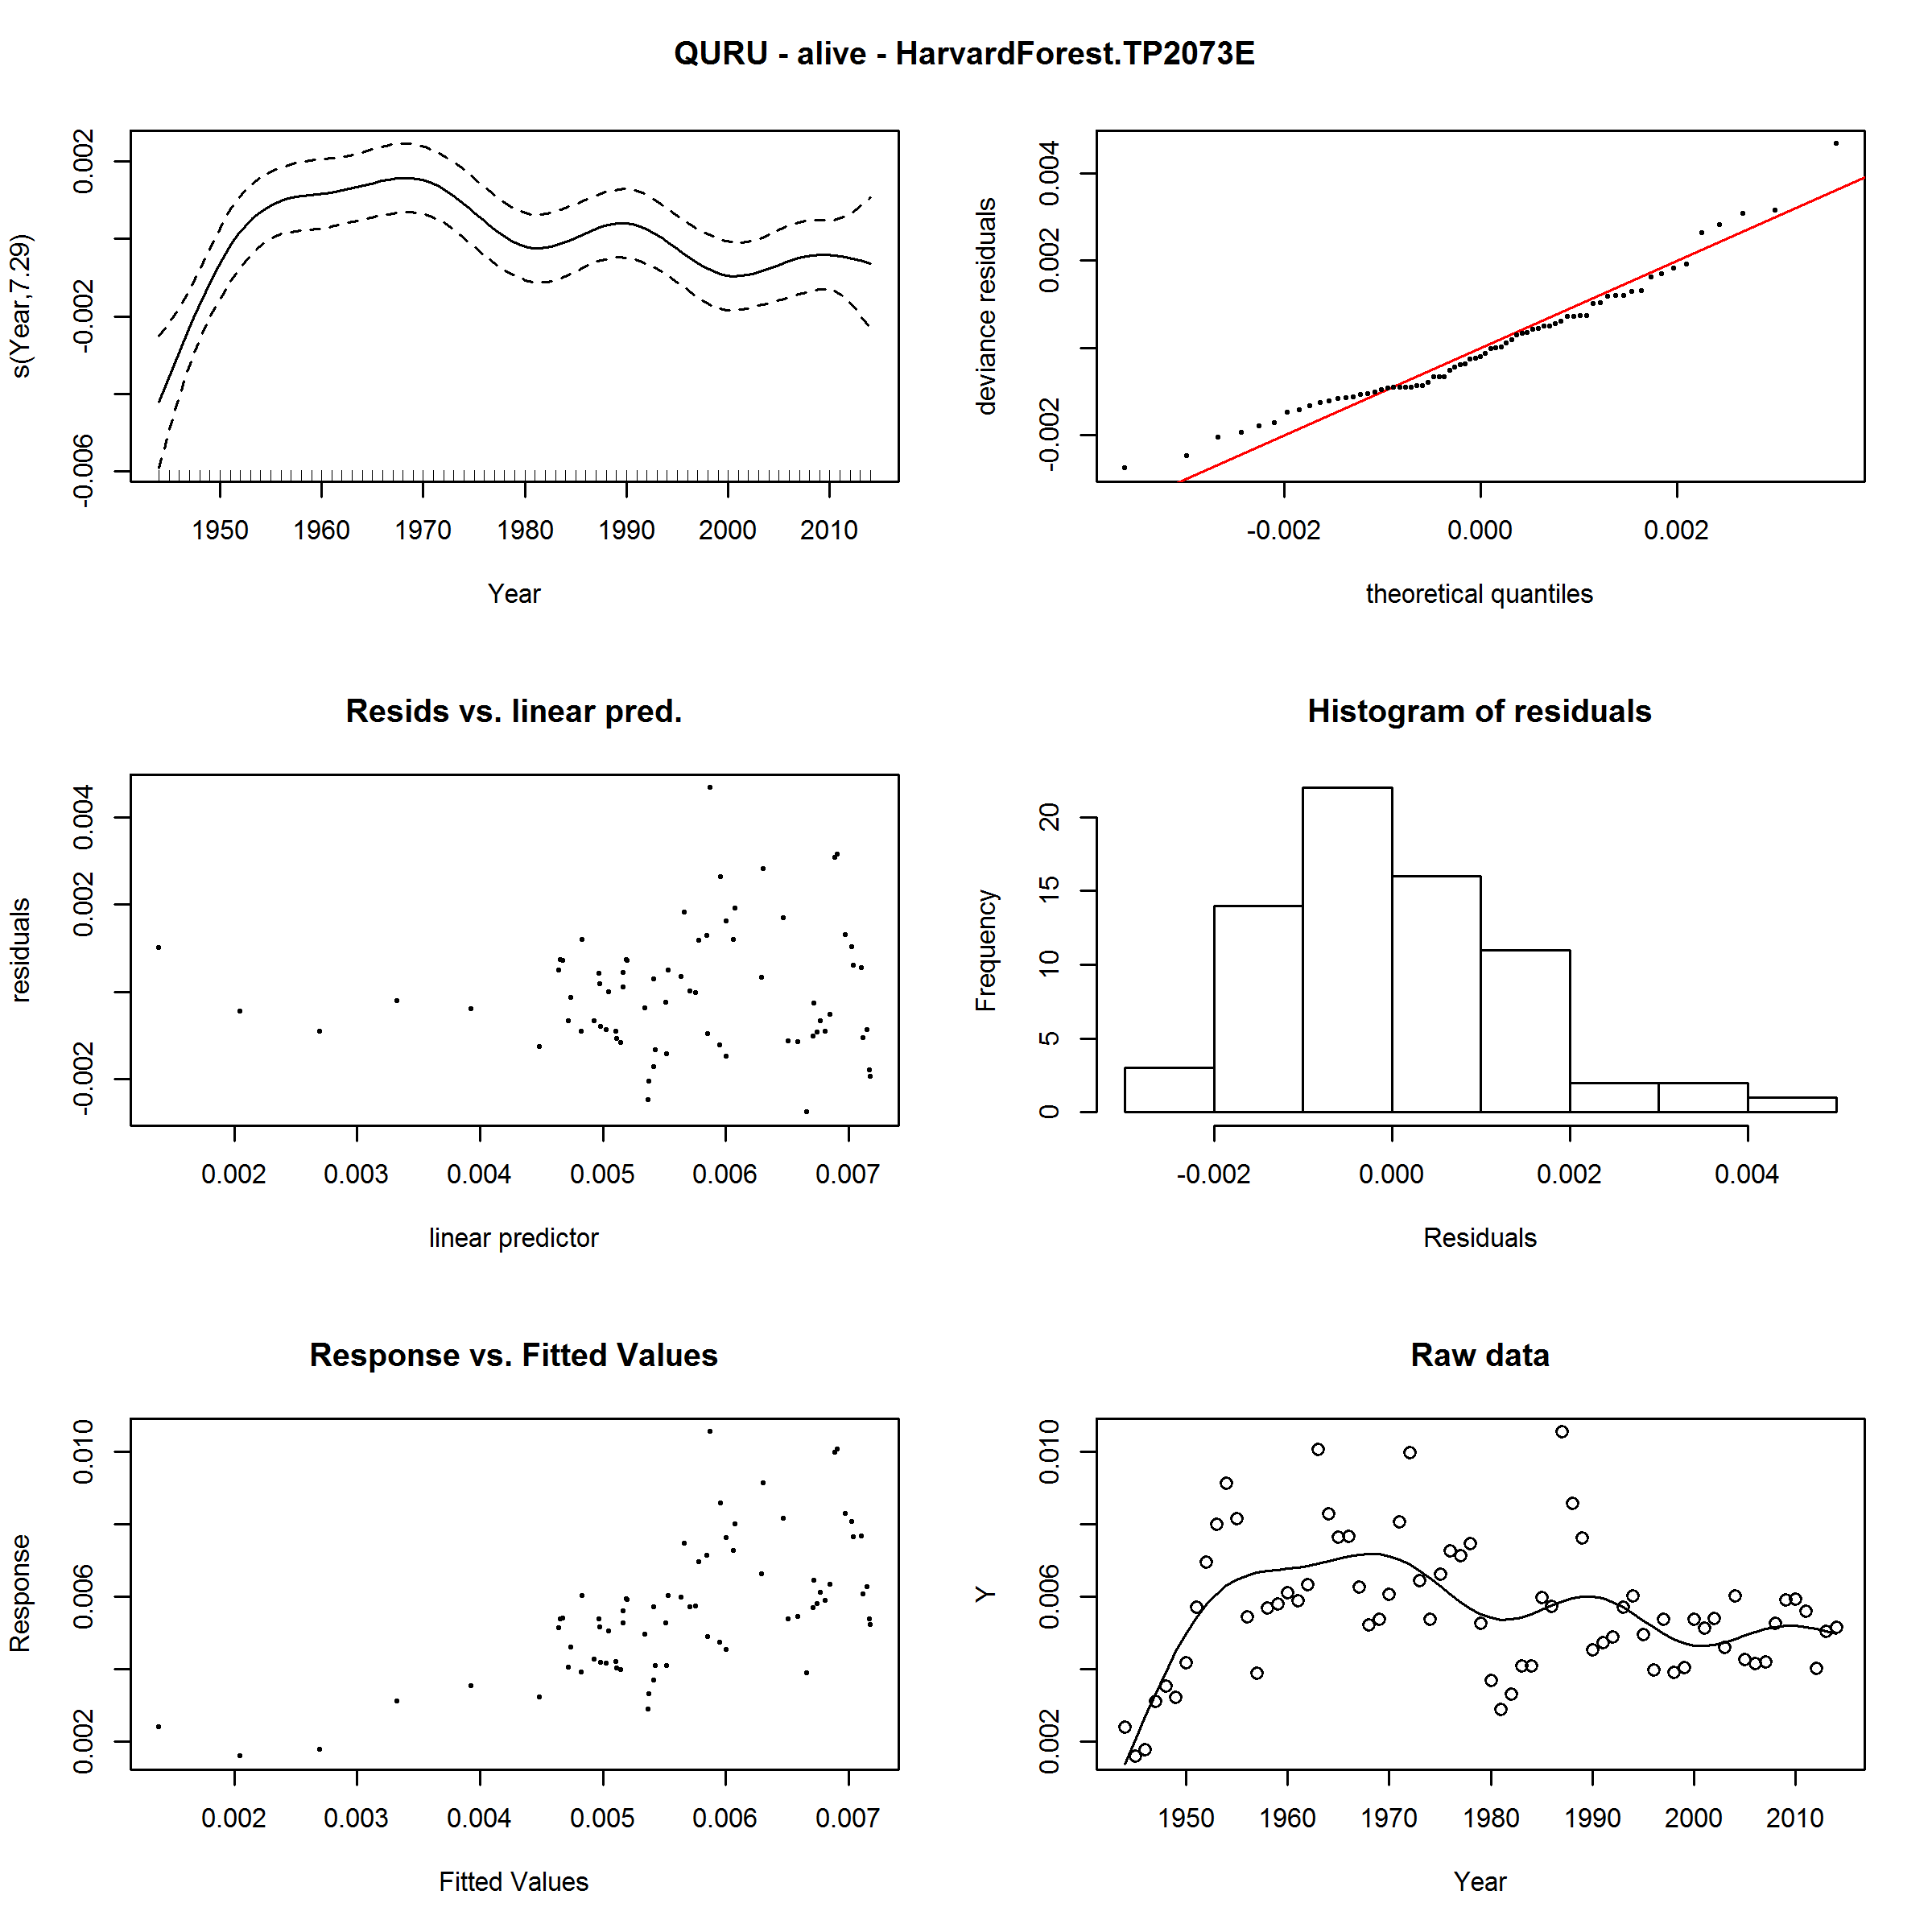 QURU - alive - HarvardForest.TP2073E
s(Year,7.29)
0.002
-0.002
-0.006
1950 1960 1970 1980 1990 2000 2010
Year
deviance residuals
0.004
0.002
-0.002
-0.002 0.000 0.002
theoretical quantiles
Resids vs. linear pred.
residuals
0.004
0.002
-0.002
0.002 0.003 0.004 0.005 0.006 0.007
linear predictor
Histogram of residuals
Frequency
20
15
10
5
0
-0.002 0.000 0.002 0.004
Residuals
Response vs. Fitted Values
Response
0.010
0.006
0.002
0.002 0.003 0.004 0.005 0.006 0.007
Fitted Values
Raw data
Y
0.010
0.006
0.002
1950 1960 1970 1980 1990 2000 2010
Year